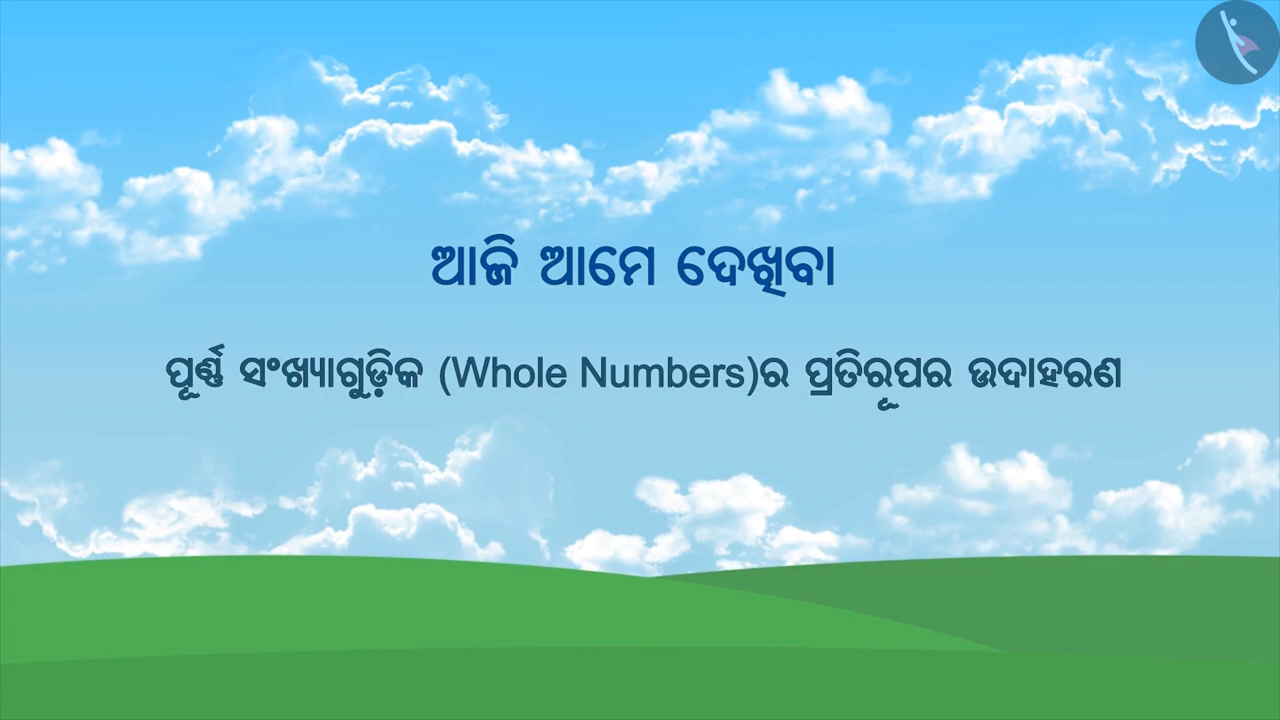 ଆଜି ଆମେ ଦେଖିବା
ପୂର୍ଣ୍ଣ ସଂଖ୍ୟାଗୁଡ଼ିକ (Whole Numbers)ର ପ୍ରତିରୂପର ଉଦାହରଣ